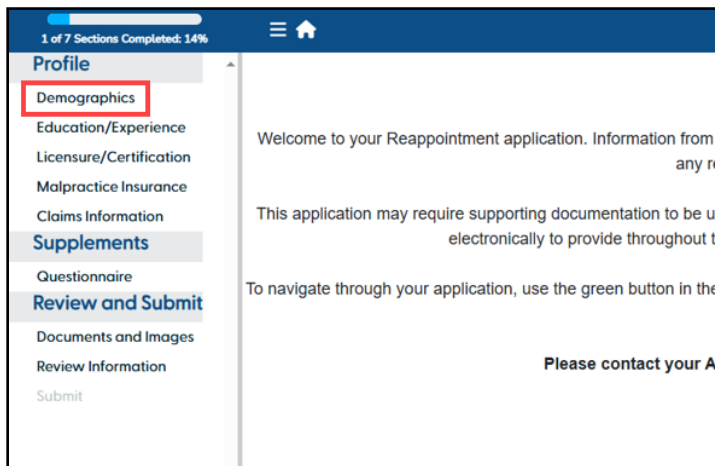 1 of 7 Sections Completed: 14%
Profile
Demographics
Education/Experience
Licensure/Certification
Malpractice Insurance
Claims Information
Supplements
Questionnaire
Review and Submit
Documents and Images
Review Information
Submit
Welcome to your Reappointment application. Information from
any
This application may require supporting documentation to be
electronically to provide throughout
To navigate through your application, use the green button in the
Please contact your